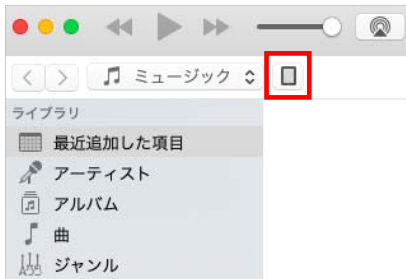 ミュージック
ライブラリ
最近追加した項目
アーティスト
アルバム
曲
ジャンル